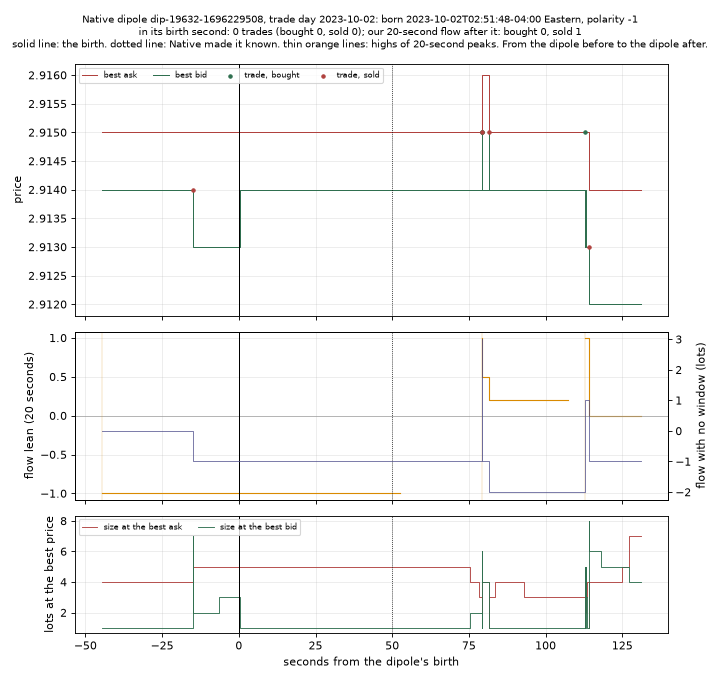 Native dipole dip-19632-1696229508, trade day 2023-10-02: born 2023-10-02T02:51:48-04:00 Eastern, polarity -1
in its birth second: 0 trades (bought 0, sold 0); our 20-second flow after it: bought 0, sold 1
solid line: the birth. dotted line: Native made it known. thin orange lines: highs of 20-second peaks. From the dipole before to the dipole after.
best ask
best bid
trade, bought
trade, sold
2.9160
2.9155
2.9150
2.9145
2.9140
2.9135
2.9130
2.9125
2.9120
price
1.0
0.5
0.0
−0.5
−1.0
flow lean (20 seconds)
3
2
1
0
−1
−2
flow with no window (lots)
size at the best ask
size at the best bid
8
6
4
2
lots at the best price
−50
−25
0
25
50
75
100
125
seconds from the dipole's birth